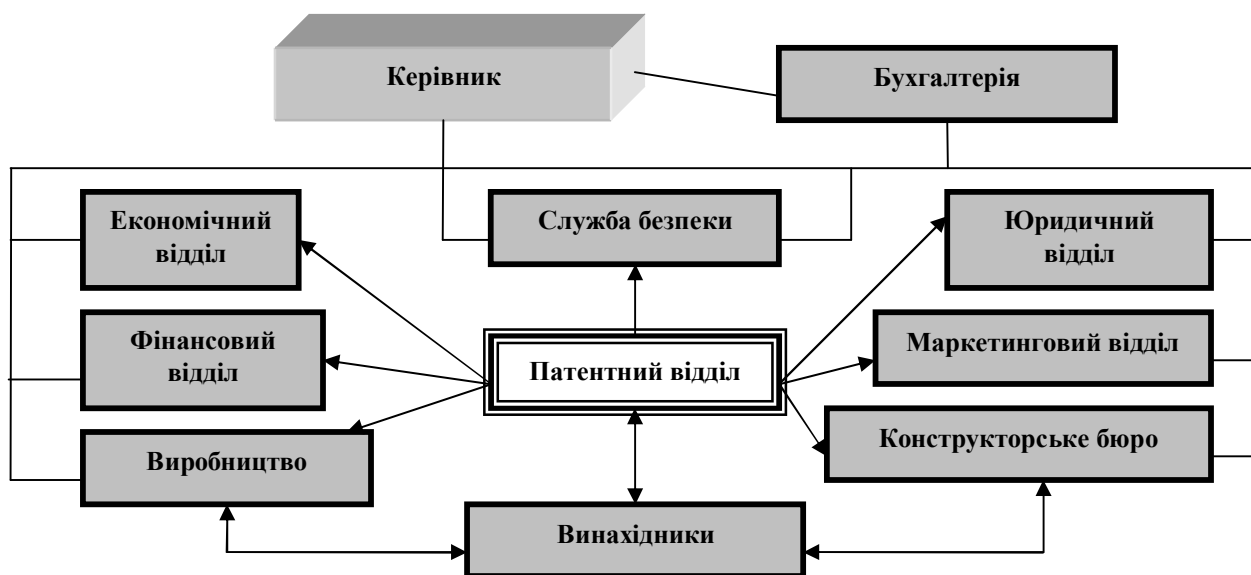 Керівник
Бухгалтерія
Економічний
відділ
Служба безпеки
Юридичний
відділ
Фінансовий
відділ
Патентний відділ
Маркетинговий відділ
Виробництво
Конструкторське бюро
Винахідники